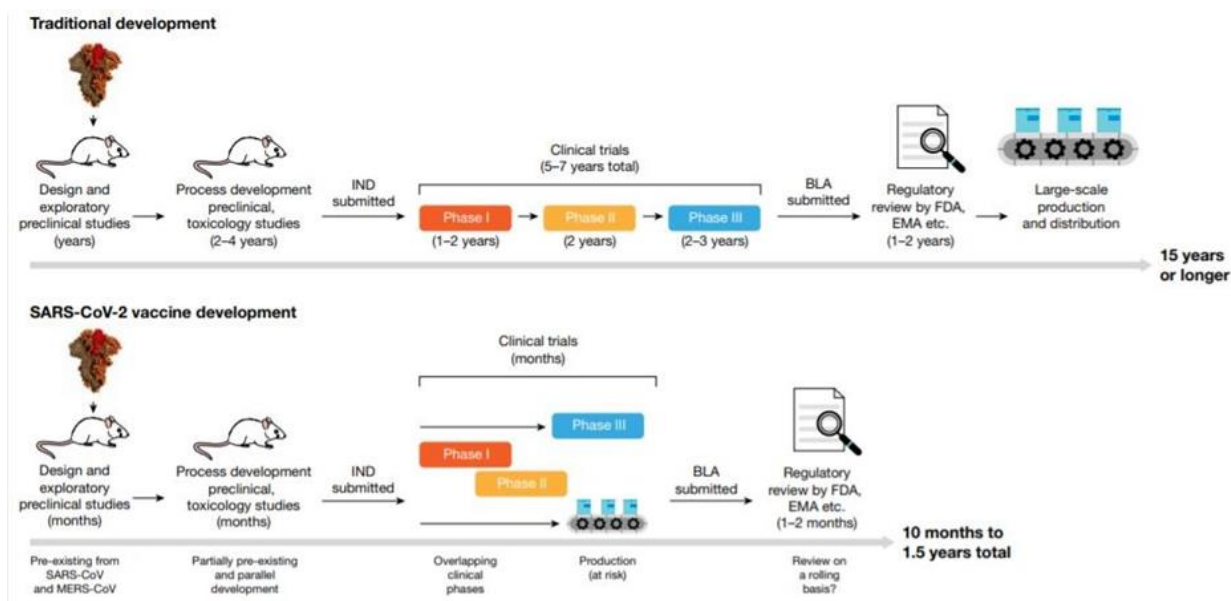 Traditional development
Design and
exploratory
preclinical studies
(years)
Process development
preclinical,
toxicology studies
(2–4 years)
IND
submitted
Clinical trials
(5–7 years total)
Phase I
Phase II
Phase III
(1–2 years)
(2 years)
(2–3 years)
BLA
submitted
Regulatory
review by FDA,
EMA etc.
(1–2 years)
Large-scale
production
and distribution
15 years
or longer
SARS-CoV-2 vaccine development
Design and
exploratory
preclinical studies
(months)
Process development
preclinical,
toxicology studies
(months)
IND
submitted
Clinical trials
(months)
Phase III
Phase I
Phase II
BLA
submitted
Regulatory
review by FDA,
EMA etc.
(1–2 months)
10 months to
1.5 years total
Pre-existing from
SARS-CoV
and MERS-CoV
Partially pre-existing
and parallel
development
Overlapping
clinical
phases
Production
(at risk)
Review on
a rolling
basis?